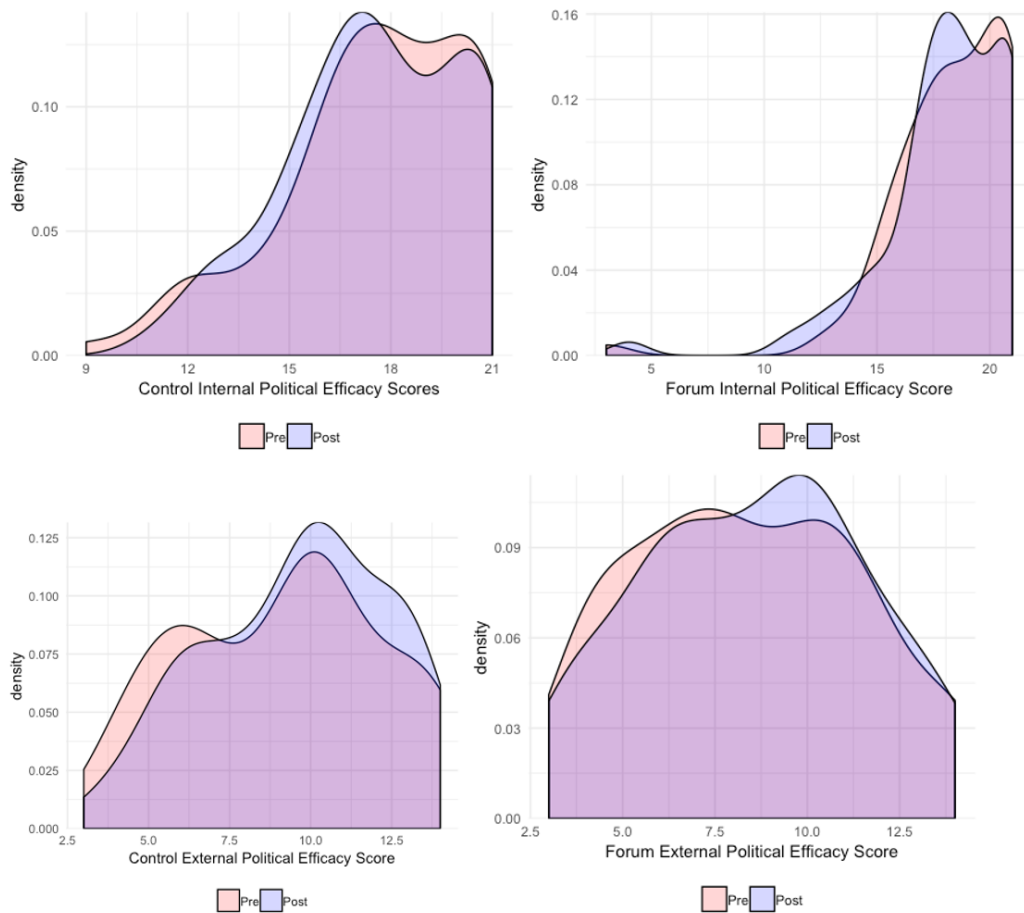 0.10
0.05
0.00
density
9 12 15 18 21
Control Internal Political Efficacy Scores
Pre Post
0.16
0.12
0.08
0.04
0.00
density
5 10 15 20
Forum Internal Political Efficacy Score
Pre Post
0.125
0.100
0.075
0.050
0.025
0.000
density
2.5 5.0 7.5 10.0 12.5
Control External Political Efficacy Score
Pre Post
0.09
0.06
0.03
0.00
density
2.5 5.0 7.5 10.0 12.5
Forum External Political Efficacy Score
Pre Post